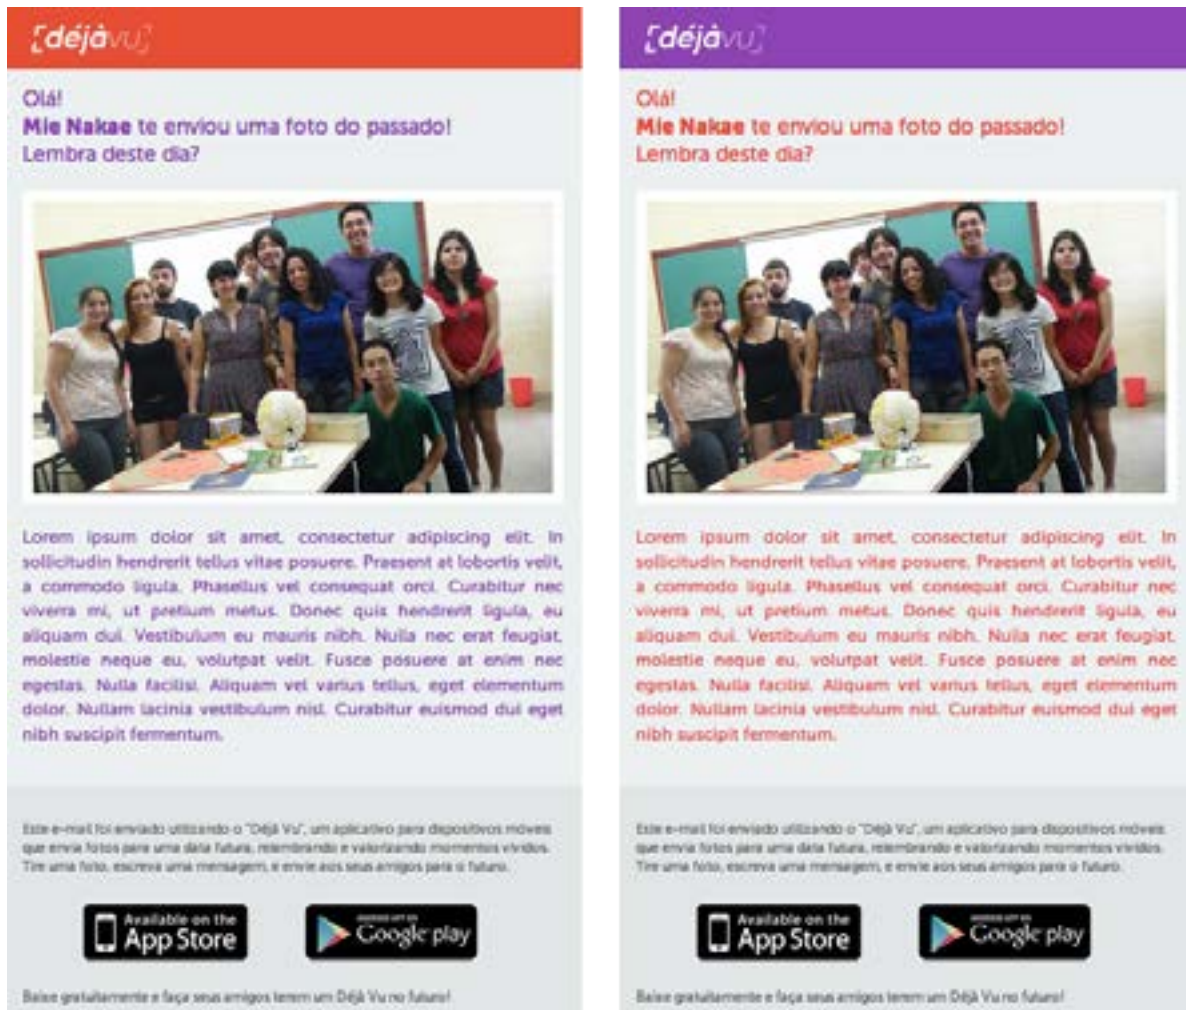 [déjàvu]
Olá!
Mie Nakae te enviou uma foto do passado!
Lembra deste dia?
Lorem ipsum dolor sit amet, consectetur adipiscing elit. In
sollicitudin hendrerit tellus vitae posuere. Praesent at lobortis velit,
a commodo ligula. Phasellus vel consequat orci. Curabitur nec
viverra mi, ut pretium metus. Donec quis hendrerit ligula, eu
aliquam dui. Vestibulum eu mauris nibh. Nulla nec erat feugiat,
molestie neque eu, volutpat velit. Fusce posuere at enim nec
egestas. Nulla facilisi. Aliquam vel varius tellus, eget elementum
dolor. Nullam lacinia vestibulum nisl. Curabitur euismod dui eget
nibh suscipit fermentum.
Este e-mail foi enviado utilizando o "Déjà Vu", um aplicativo para dispositivos móveis
que envia fotos para uma data futura, relembrando e valorizando momentos vividos.
Tire uma foto, escreva uma mensagem, e envie aos seus amigos para o futuro.
Available on the
App Store
ANDROID APP ON
Google play
Baixe gratuitamente e faça seus amigos terem um Déjà Vu no futuro!
[déjàvu]
Olá!
Mie Nakae te enviou uma foto do passado!
Lembra deste dia?
Lorem ipsum dolor sit amet, consectetur adipiscing elit. In
sollicitudin hendrerit tellus vitae posuere. Praesent at lobortis velit,
a commodo ligula. Phasellus vel consequat orci. Curabitur nec
viverra mi, ut pretium metus. Donec quis hendrerit ligula, eu
aliquam dui. Vestibulum eu mauris nibh. Nulla nec erat feugiat,
molestie neque eu, volutpat velit. Fusce posuere at enim nec
egestas. Nulla facilisi. Aliquam vel varius tellus, eget elementum
dolor. Nullam lacinia vestibulum nisl. Curabitur euismod dui eget
nibh suscipit fermentum.
Este e-mail foi enviado utilizando o "Déjà Vu", um aplicativo para dispositivos móveis
que envia fotos para uma data futura, relembrando e valorizando momentos vividos.
Tire uma foto, escreva uma mensagem, e envie aos seus amigos para o futuro.
Available on the
App Store
ANDROID APP ON
Google play
Baixe gratuitamente e faça seus amigos terem um Déjà Vu no futuro!